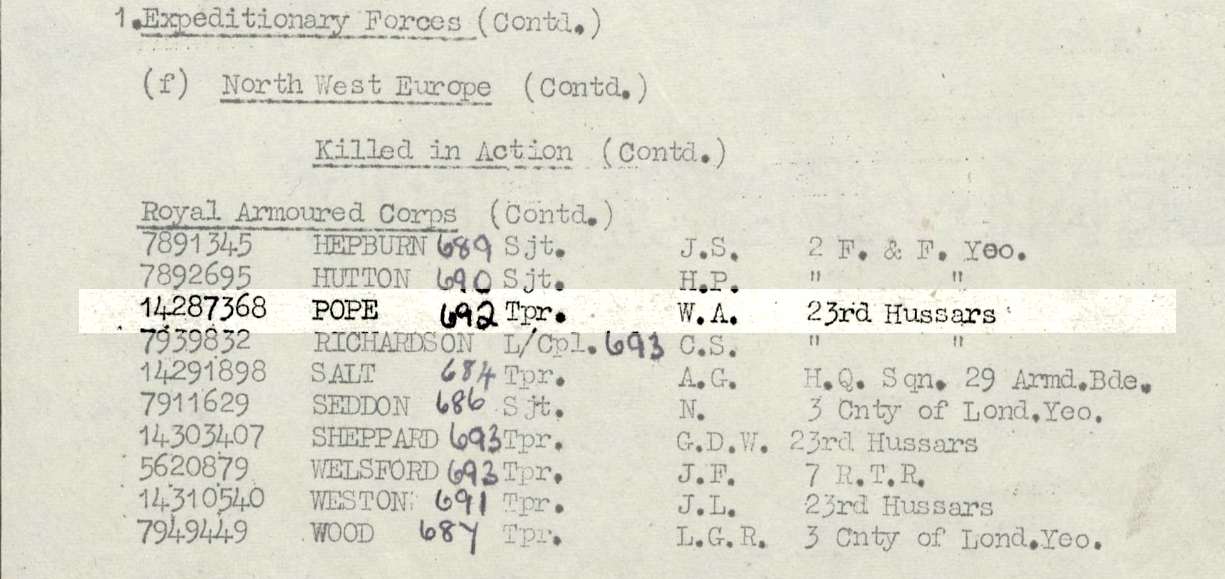 1.Expeditionary Forces (Contd.)
(f) North West Europe (Contd.)
Killed in Action (Contd.)
Royal Armoured Corps (Contd.)
7891345 HEPBURN 689 Sjt. J.S. 2 F. & F. Yeo.
7892695 HUTTON 690 Sjt. H.P. " "
14287368 POPE 692 Tpr. W.A. 23rd Hussars
7939832 RICHARDSON L/Cpl. 693 C.S. " "
14291898 SALT 684 Tpr. A.G. H.Q. Sqn. 29 Armd.Bde.
7911629 SEDDON 686 Sjt. N. 3 Cnty of Lond.Yeo.
14303407 SHEPPARD 693 Tpr. G.D.W. 23rd Hussars
5620879 WELSFORD 693 Tpr. J.F. 7 R.T.R.
14310540 WESTON 691 Tpr. J.L. 23rd Hussars
7949449 WOOD 687 Tpr. L.G.R. 3 Cnty of Lond.Yeo.